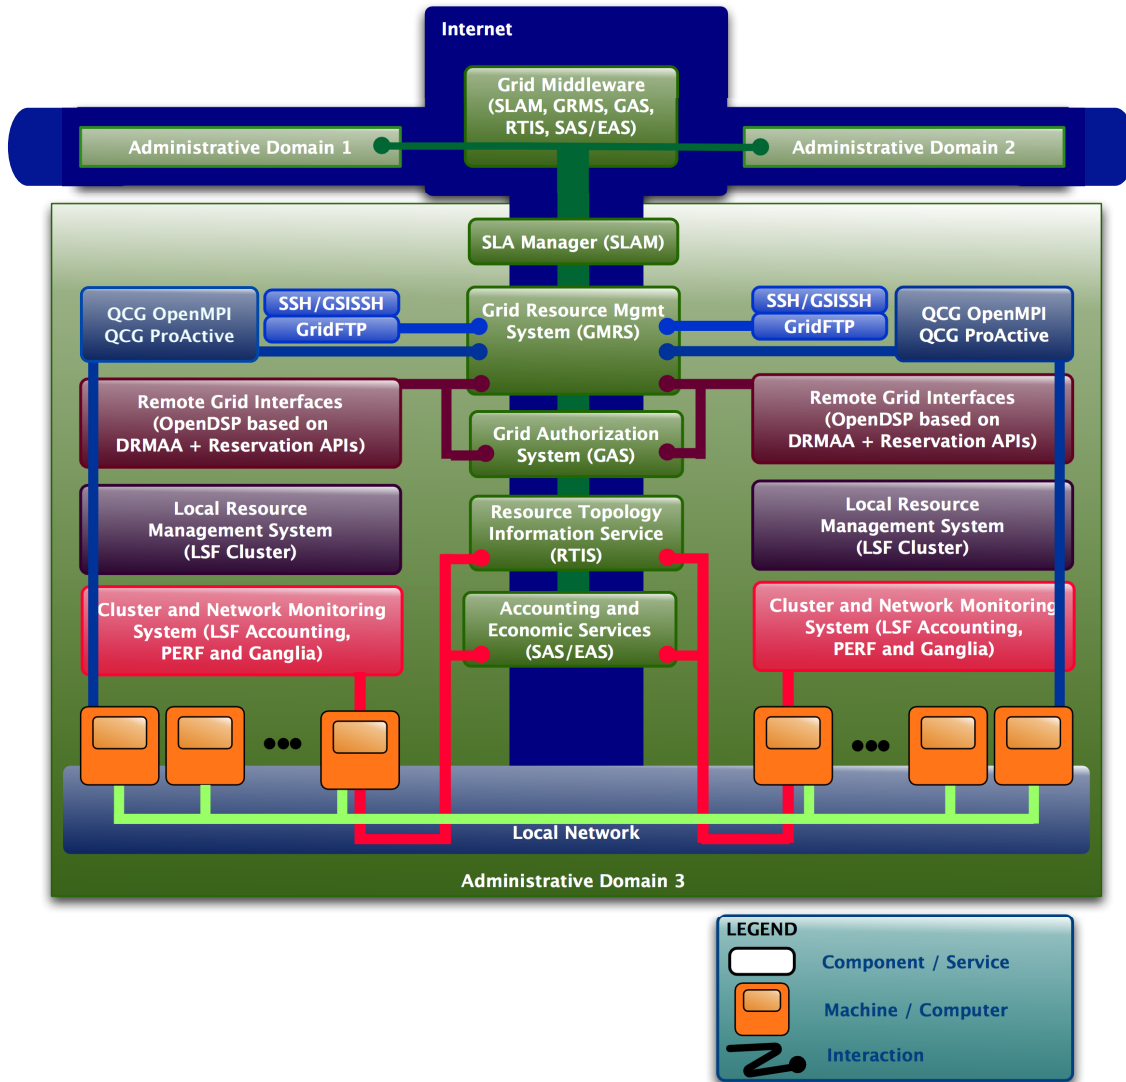 Internet
Grid Middleware
(SLAM, GRMS, GAS,
RTIS, SAS/EAS)
Administrative Domain 1
Administrative Domain 2
SLA Manager (SLAM)
QCG OpenMPI
QCG ProActive
SSH/GSISSH
GridFTP
Grid Resource Mgmt
System (GMRS)
SSH/GSISSH
GridFTP
QCG OpenMPI
QCG ProActive
Remote Grid Interfaces
(OpenDSP based on
DRMAA + Reservation APIs)
Grid Authorization
System (GAS)
Remote Grid Interfaces
(OpenDSP based on
DRMAA + Reservation APIs)
Local Resource
Management System
(LSF Cluster)
Resource Topology
Information Service
(RTIS)
Local Resource
Management System
(LSF Cluster)
Cluster and Network Monitoring
System (LSF Accounting,
PERF and Ganglia)
Accounting and
Economic Services
(SAS/EAS)
Cluster and Network Monitoring
System (LSF Accounting,
PERF and Ganglia)
Local Network
Administrative Domain 3
LEGEND
Component / Service
Machine / Computer
Interaction